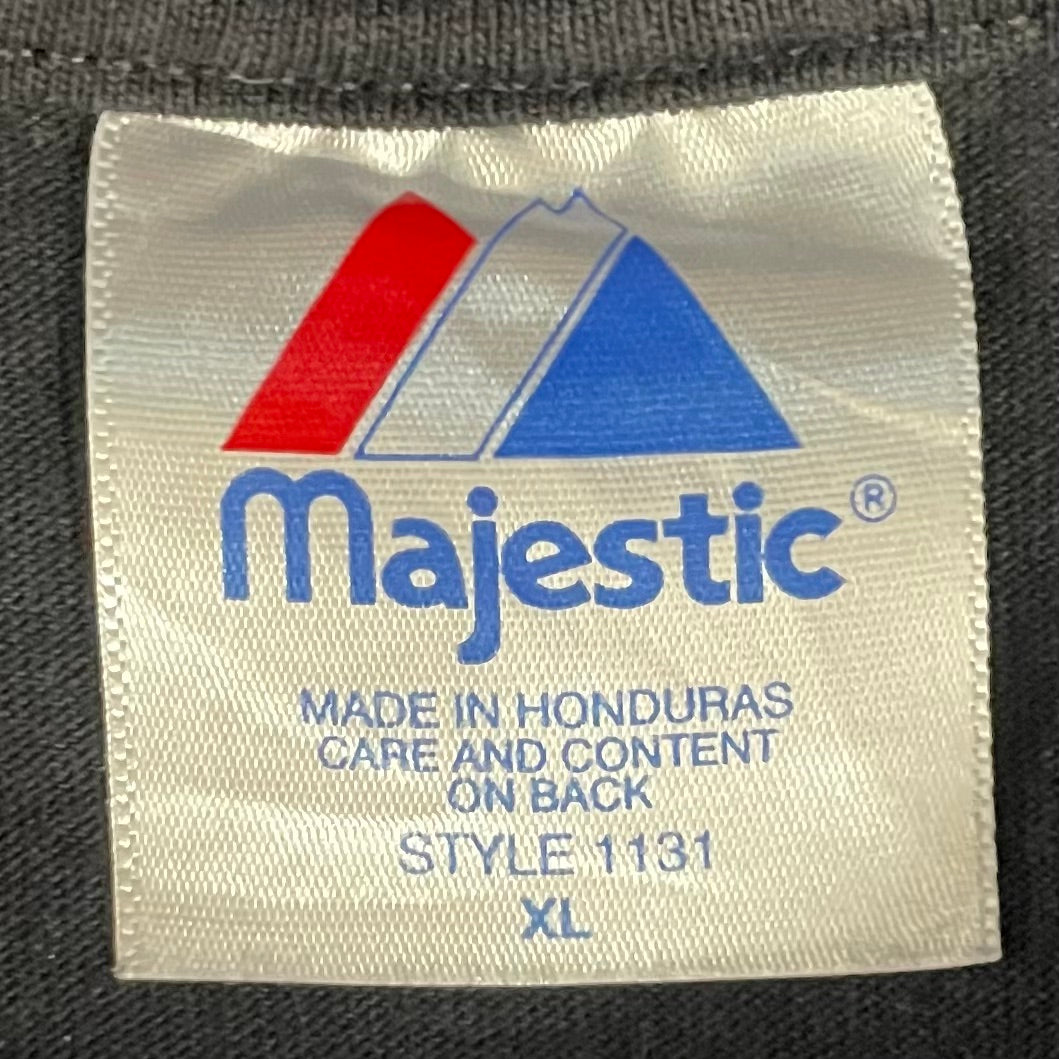 Majestic®
MADE IN HONDURAS
CARE AND CONTENT
ON BACK
STYLE 1131
XL